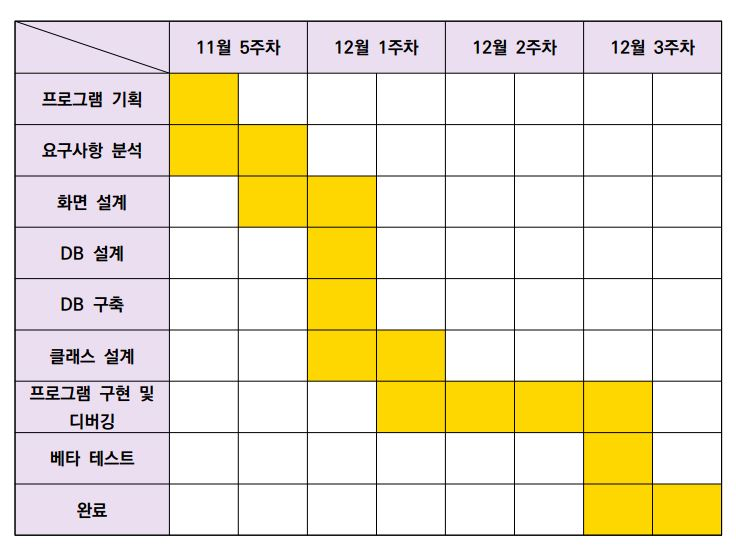 11월 5주차 12월 1주차 12월 2주차 12월 3주차
프로그램 기획
요구사항 분석
화면 설계
DB 설계
DB 구축
클래스 설계
프로그램 구현 및
디버깅
베타 테스트
완료